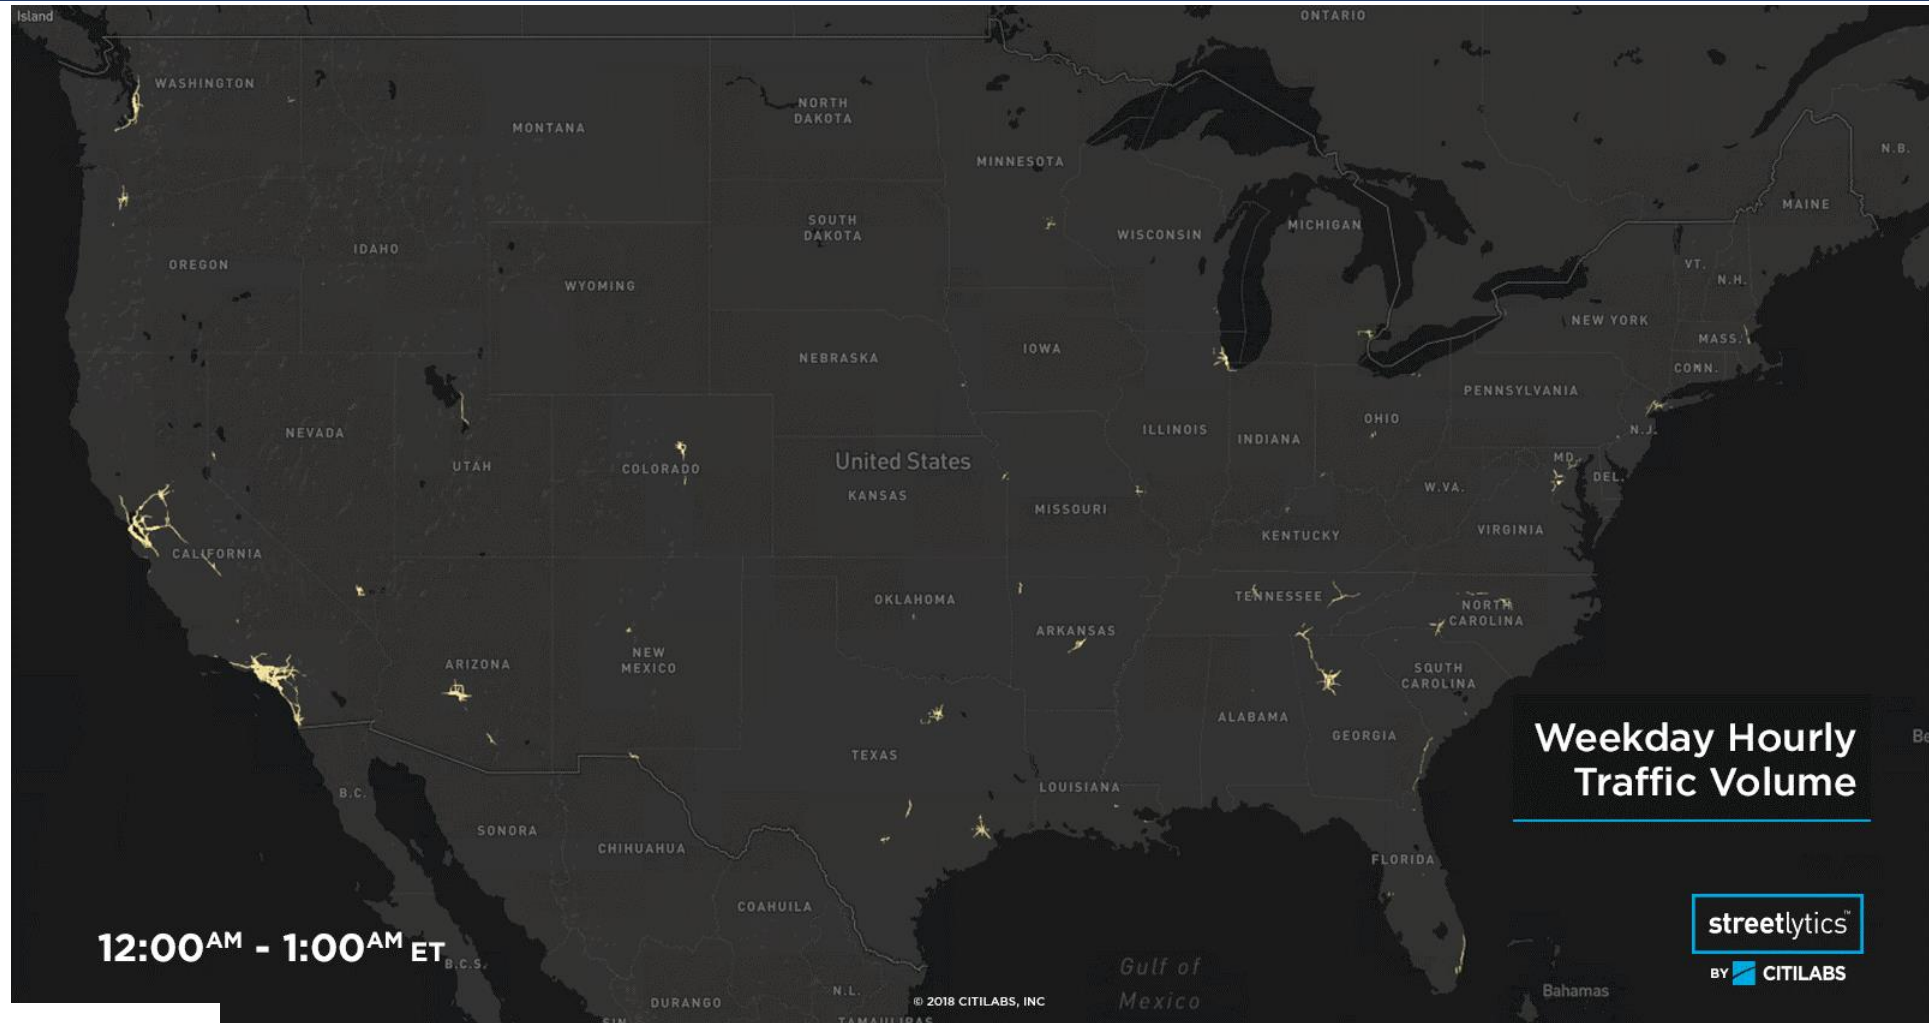 Island
ONTARIO
WASHINGTON
NORTH
DAKOTA
MONTANA
MINNESOTA
N.B.
MAINE
SOUTH
DAKOTA
WISCONSIN
MICHIGAN
IDAHO
OREGON
VT.
N.H.
WYOMING
NEW YORK
MASS.
IOWA
NEBRASKA
CONN.
PENNSYLVANIA
OHIO
ILLINOIS
INDIANA
N.J.
NEVADA
UTAH
COLORADO
United States
KANSAS
MD.
DEL.
W.VA.
MISSOURI
VIRGINIA
KENTUCKY
CALIFORNIA
OKLAHOMA
TENNESSEE
NORTH
CAROLINA
ARKANSAS
ARIZONA
NEW
MEXICO
SOUTH
CAROLINA
ALABAMA
GEORGIA
Weekday Hourly
Traffic Volume
Be
TEXAS
LOUISIANA
B.C.
SONORA
CHIHUAHUA
FLORIDA
COAHUILA
streetlytics™
BY CITILABS
12:00AM - 1:00AM ET
B.C.S.
Gulf of
Mexico
N.L.
Bahamas
DURANGO
© 2018 CITILABS, INC
SIN.
TAMAULIPAS